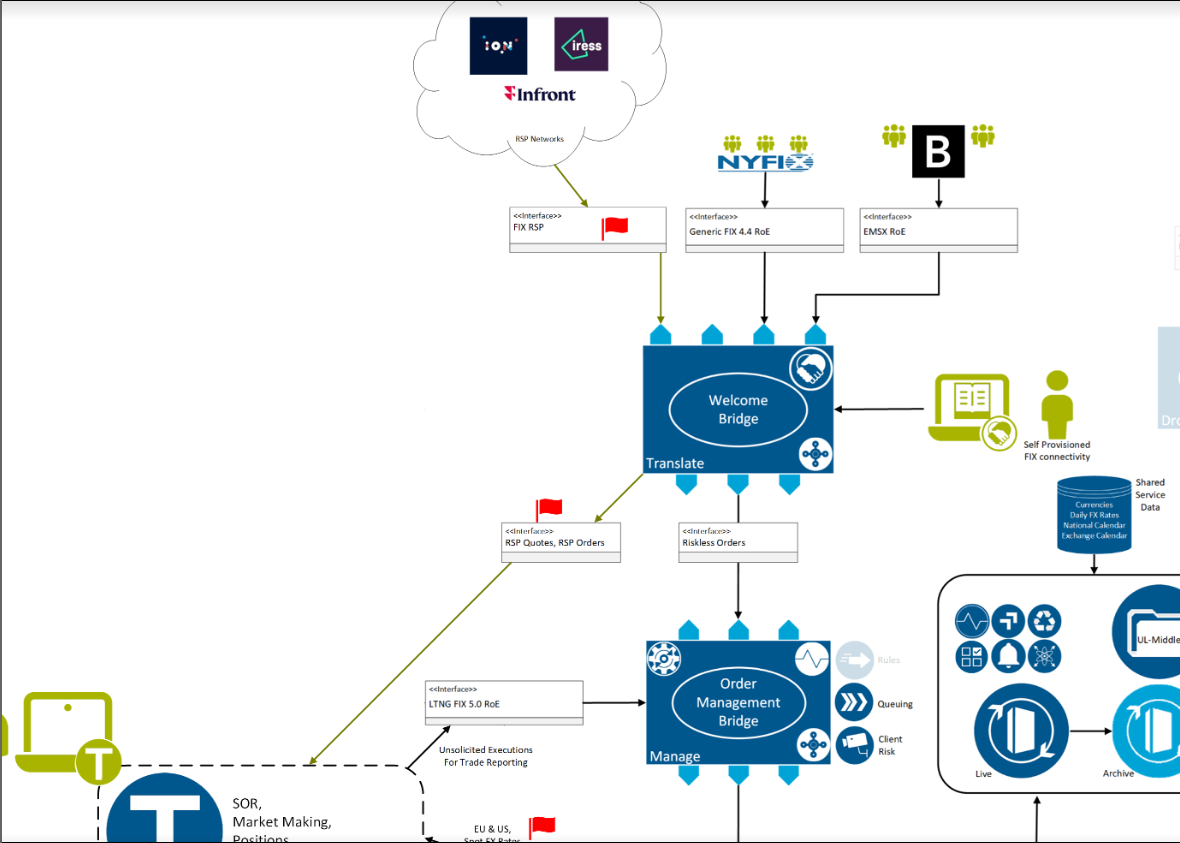 ION
iress
Infront
RSP Networks
NYFIX
B
<<Interface>>
FIX RSP
<<Interface>>
Generic FIX 4.4 RoE
<<Interface>>
EMSX RoE
Welcome
Bridge
Translate
Self Provisioned
FIX connectivity
Shared
Service
Data
Currencies
Daily FX Rates
National Calendar
Exchange Calendar
<<Interface>>
RSP Quotes, RSP Orders
<<Interface>>
Riskless Orders
UL-Middle
Order
Management
Bridge
Manage
Rules
Queuing
Client
Risk
<<Interface>>
LTNG FIX 5.0 RoE
Unsolicited Executions
For Trade Reporting
Live
Archive
T
T
SOR,
Market Making,
Positions
EU & US,
Spot FX Rates